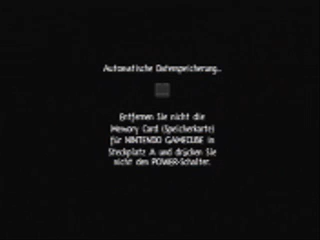 Automatische Datenspeicherung...
Entfernen Sie nicht die
Memory Card (Speicherkarte)
für NINTENDO GAMECUBE in
Steckplatz A und drücken Sie
nicht den POWER-Schalter.